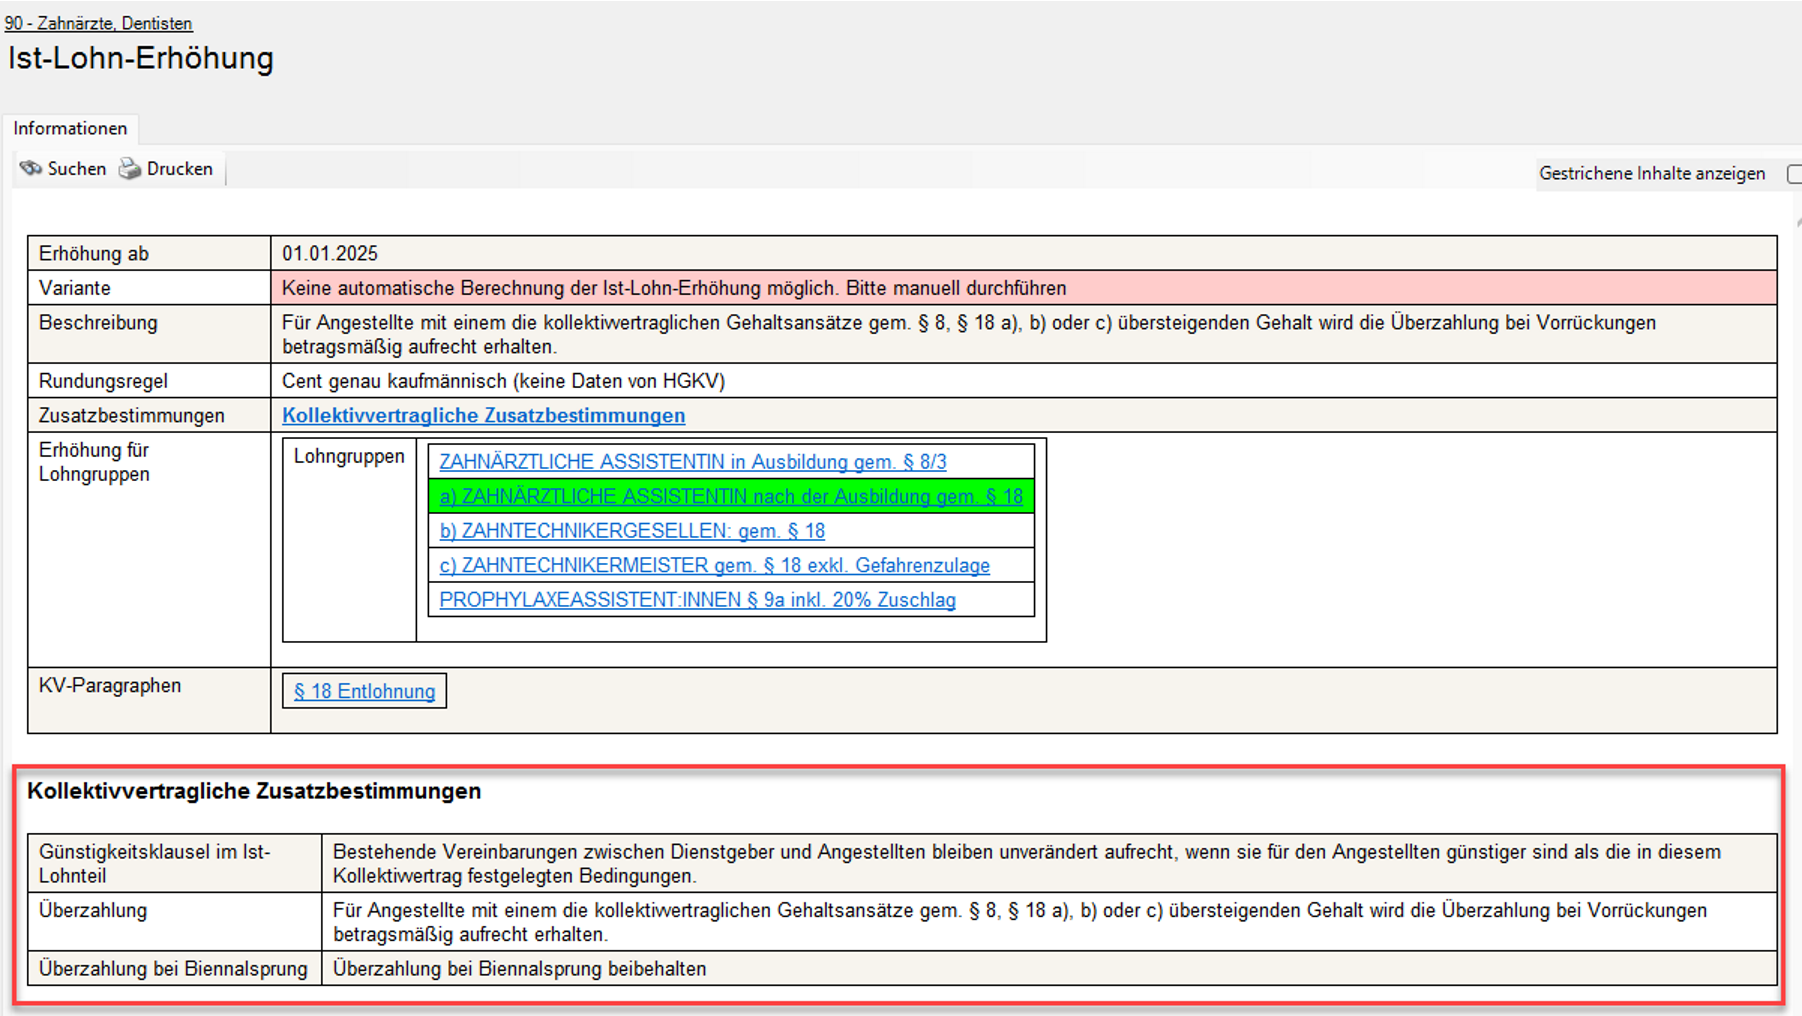 90 - Zahnärzte, Dentisten
Ist-Lohn-Erhöhung
Informationen
Suchen Drucken
Gestrichene Inhalte anzeigen
Erhöhung ab 01.01.2025
Variante Keine automatische Berechnung der Ist-Lohn-Erhöhung möglich. Bitte manuell durchführen
Beschreibung Für Angestellte mit einem die kollektivvertraglichen Gehaltsansätze gem. § 8, § 18 a), b) oder c) übersteigenden Gehalt wird die Überzahlung bei Vorrückungen
betragsmäßig aufrecht erhalten.
Rundungsregel Cent genau kaufmännisch (keine Daten von HGKV)
Zusatzbestimmungen Kollektivvertragliche Zusatzbestimmungen
Erhöhung für
Lohngruppen
Lohngruppen
ZAHNÄRZTLICHE ASSISTENTIN in Ausbildung gem. § 8/3
a) ZAHNÄRZTLICHE ASSISTENTIN nach der Ausbildung gem. § 18
b) ZAHNTECHNIKERGESELLEN: gem. § 18
c) ZAHNTECHNIKERMEISTER gem. § 18 exkl. Gefahrenzulage
PROPHYLAXEASSISTENT:INNEN § 9a inkl. 20% Zuschlag
KV-Paragraphen § 18 Entlohnung
Kollektivvertragliche Zusatzbestimmungen
Günstigkeitsklausel im Ist-
Lohnteil
Bestehende Vereinbarungen zwischen Dienstgeber und Angestellten bleiben unverändert aufrecht, wenn sie für den Angestellten günstiger sind als die in diesem
Kollektivvertrag festgelegten Bedingungen.
Überzahlung Für Angestellte mit einem die kollektivvertraglichen Gehaltsansätze gem. § 8, § 18 a), b) oder c) übersteigenden Gehalt wird die Überzahlung bei Vorrückungen
betragsmäßig aufrecht erhalten.
Überzahlung bei Biennalsprung Überzahlung bei Biennalsprung beibehalten